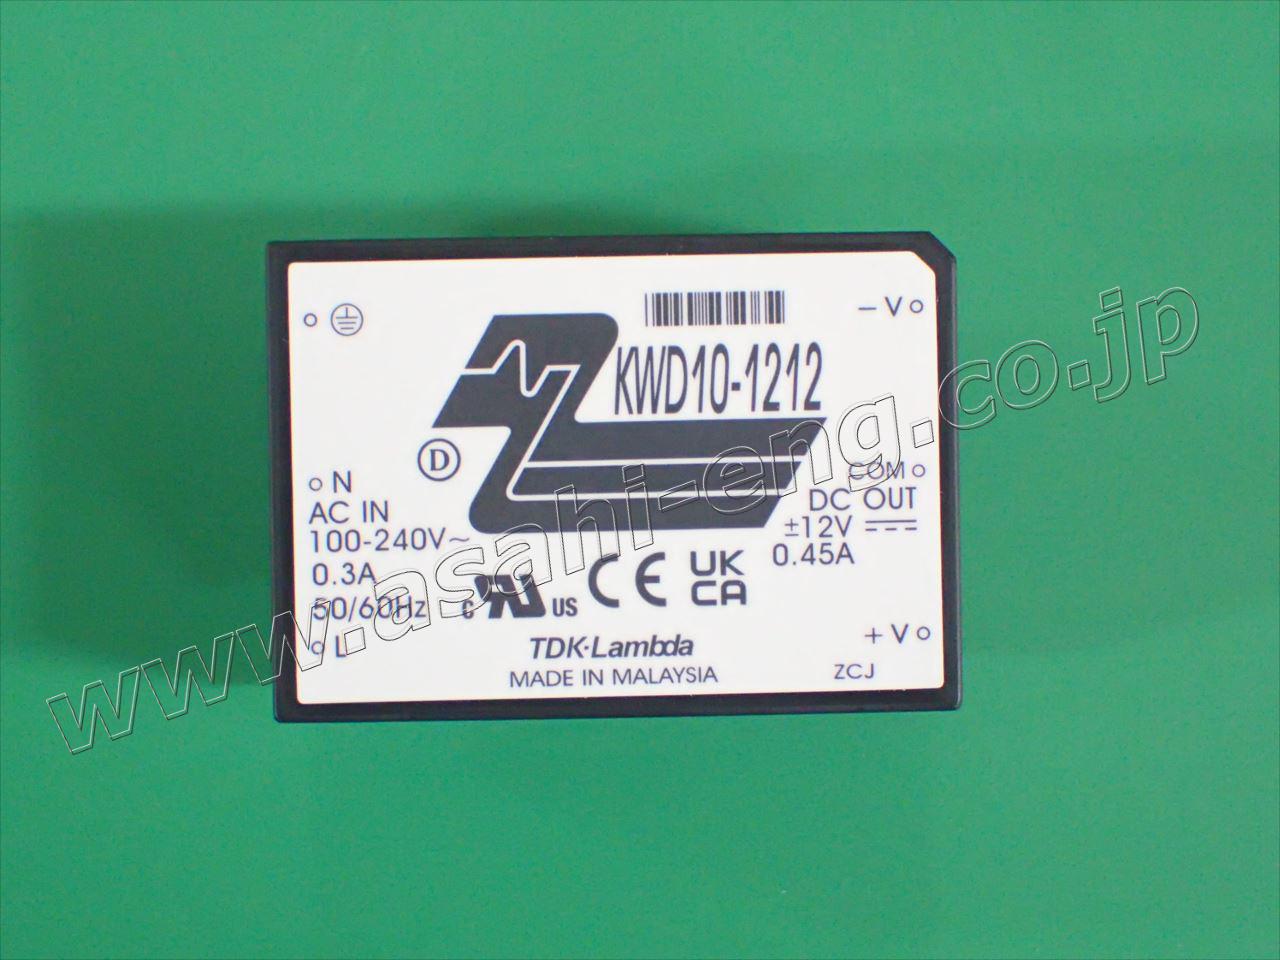 KWD10-1212
−V
D
N
AC IN
100-240V~
0.3A
50/60Hz
L
COM
DC OUT
±12V
0.45A
c UR US CE UK CA
+V
TDK·Lambda
MADE IN MALAYSIA
ZCJ
www.asahi-eng.co.jp